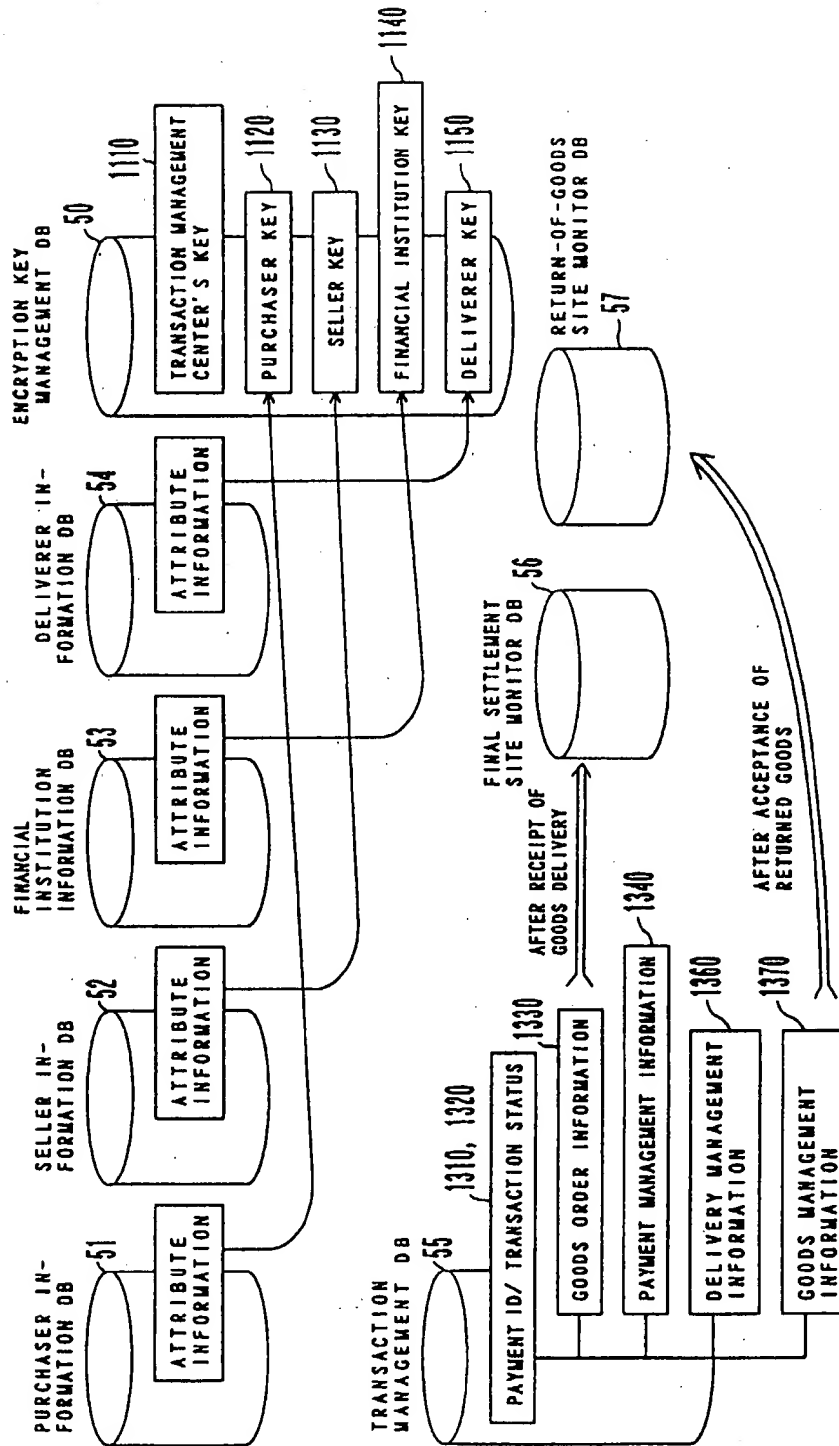 PURCHASER IN-
FORMATION DB
51
ATTRIBUTE
INFORMATION
SELLER IN-
FORMATION DB
52
ATTRIBUTE
INFORMATION
FINANCIAL
INSTITUTION
INFORMATION DB
53
ATTRIBUTE
INFORMATION
DELIVERER IN-
FORMATION DB
54
ATTRIBUTE
INFORMATION
ENCRYPTION KEY
MANAGEMENT DB
50
1110
TRANSACTION MANAGEMENT
CENTER'S KEY
1120
PURCHASER KEY
1130
SELLER KEY
1140
FINANCIAL INSTITUTION KEY
1150
DELIVERER KEY
TRANSACTION
MANAGEMENT DB
55
1310, 1320
PAYMENT ID/ TRANSACTION STATUS
1330
GOODS ORDER INFORMATION
1340
PAYMENT MANAGEMENT INFORMATION
1360
DELIVERY MANAGEMENT
INFORMATION
1370
GOODS MANAGEMENT
INFORMATION
AFTER RECEIPT OF
GOODS DELIVERY
FINAL SETTLEMENT
SITE MONITOR DB
56
AFTER ACCEPTANCE OF
RETURNED GOODS
RETURN-OF-GOODS
SITE MONITOR DB
57